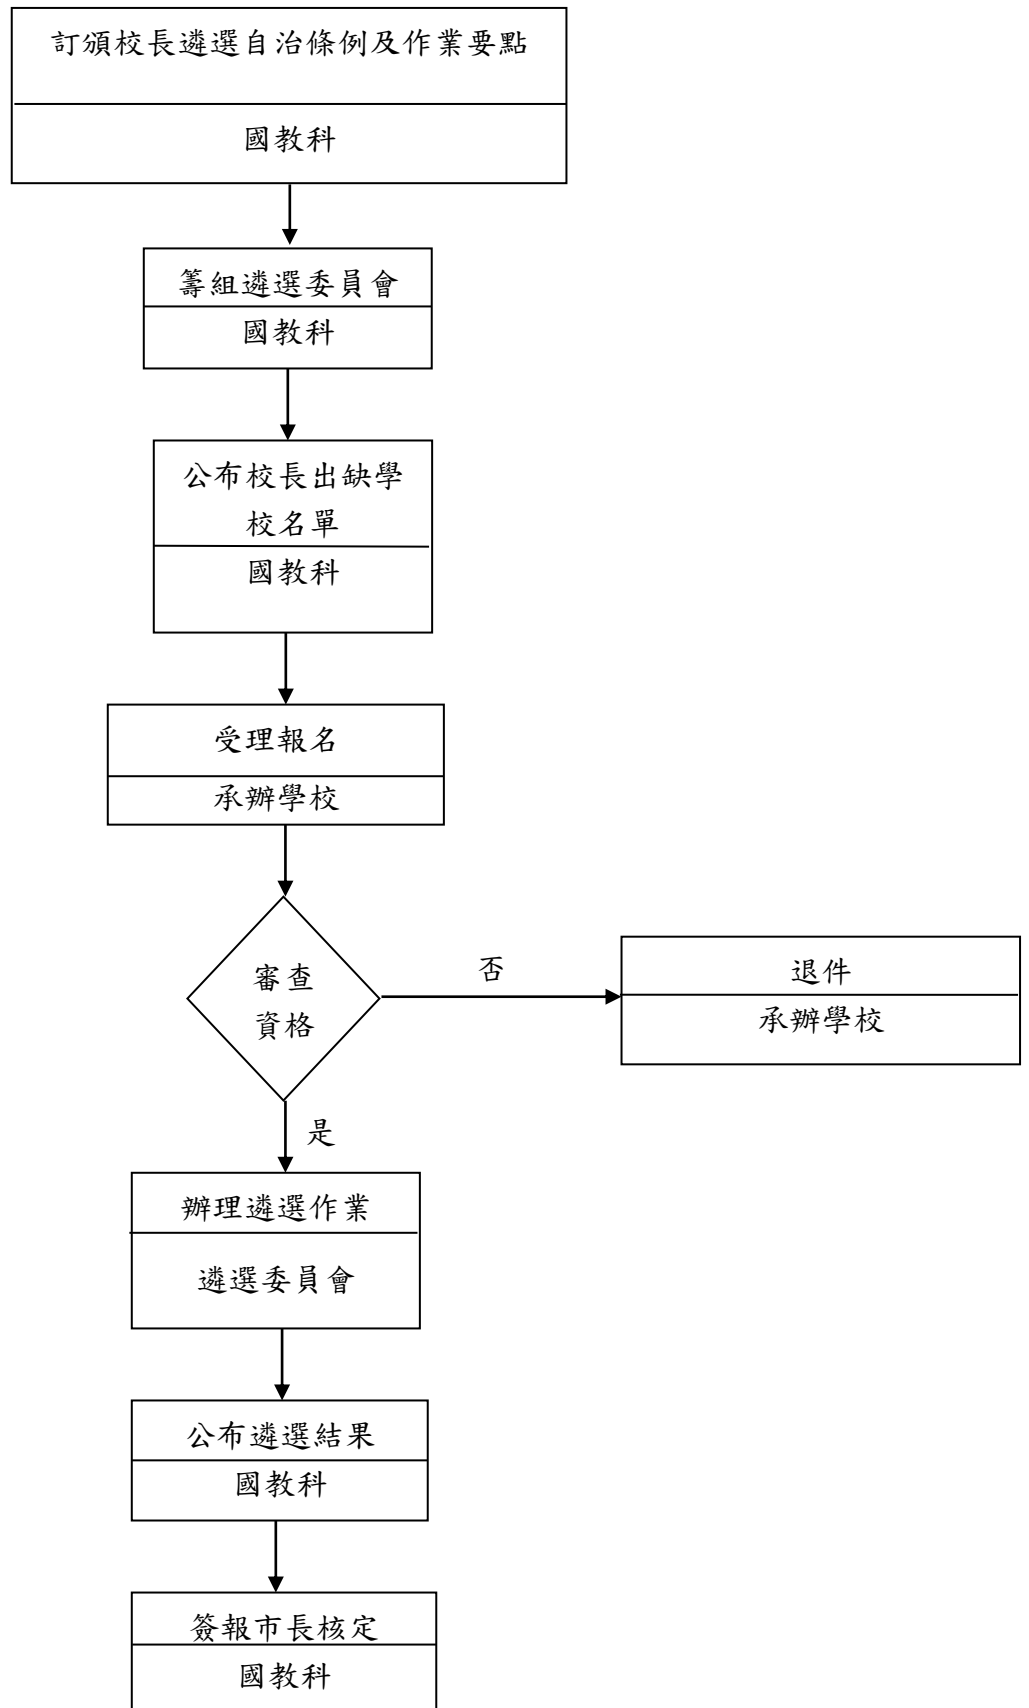 訂頒校長遴選自治條例及作業要點
國教科
籌組遴選委員會
國教科
公布校長出缺學
校名單
國教科
受理報名
承辦學校
審查
資格
否
退件
承辦學校
是
辦理遴選作業
遴選委員會
公布遴選結果
國教科
簽報市長核定
國教科